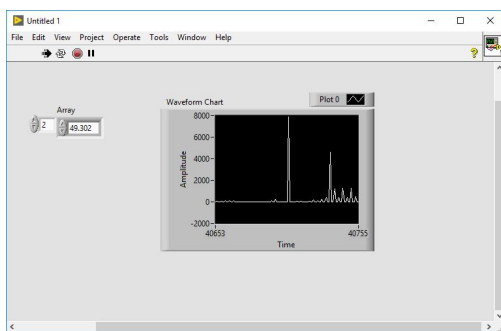 Untitled 1
File Edit View Project Operate Tools Window Help
Array
2
49.302
Waveform Chart
Plot 0
8000
6000
4000
2000
0
-2000
Amplitude
40653
40755
Time